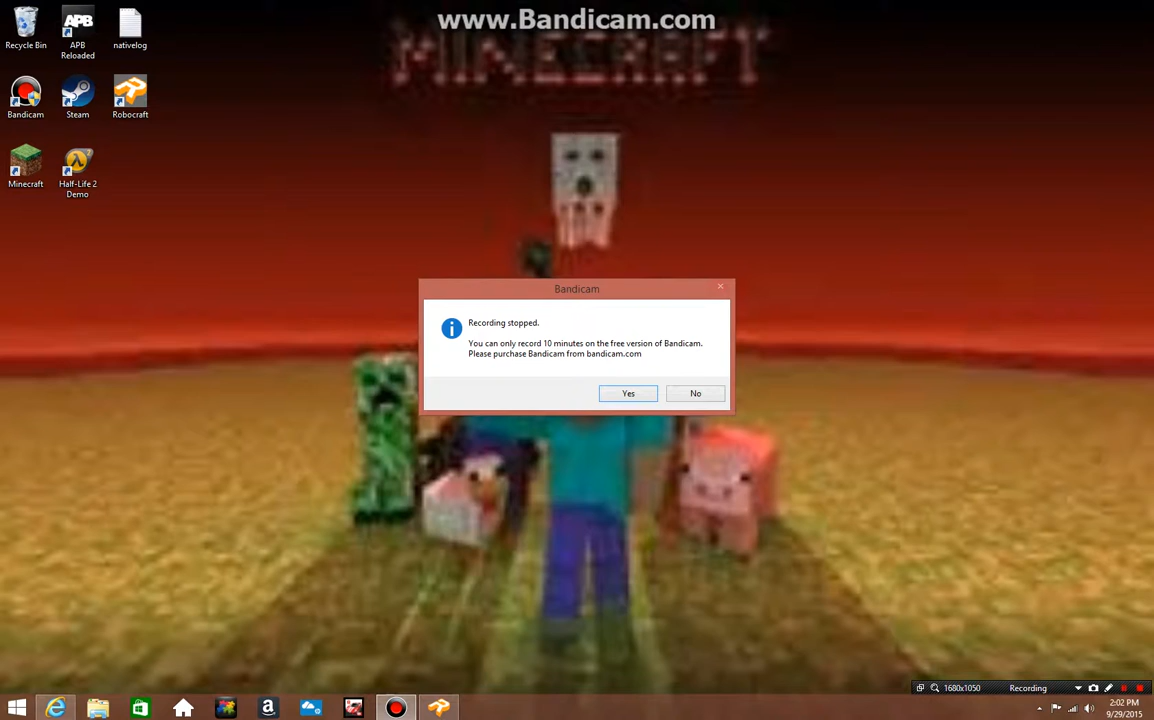 www.Bandicam.com
MINECRAFT
Recycle Bin
APB Reloaded
nativelog
Bandicam
Steam
Robocraft
Minecraft
Half-Life 2 Demo
Bandicam
Recording stopped.
You can only record 10 minutes on the free version of Bandicam.
Please purchase Bandicam from bandicam.com
Yes
No
1680x1050
Recording
2:02 PM
9/29/2015